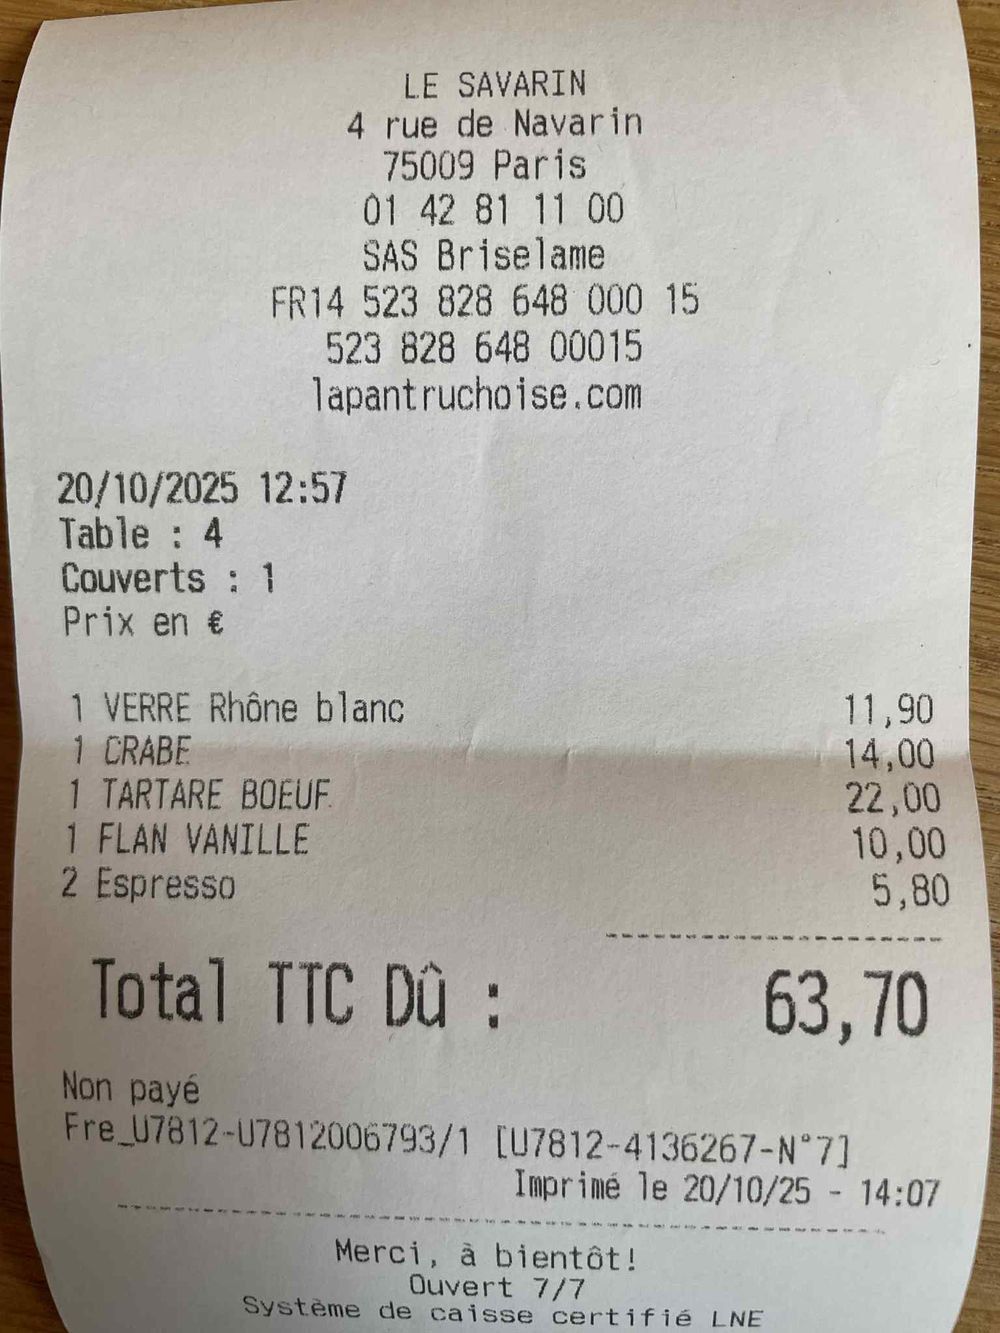 LE SAVARIN
4 rue de Navarin
75009 Paris
01 42 81 11 00
SAS Briselame
FR14 523 828 648 000 15
523 828 648 00015
lapantruchoise.com
20/10/2025 12:57
Table : 4
Couverts : 1
Prix en €
1 VERRE Rhône blanc 11,90
1 CRABE 14,00
1 TARTARE BOEUF 22,00
1 FLAN VANILLE 10,00
2 Espresso 5,80
Total TTC Dû : 63,70
Non payé
Fre_U7812-U7812006793/1 [U7812-4136267-N°7]
Imprimé le 20/10/25 - 14:07
Merci, à bientôt!
Ouvert 7/7
Système de caisse certifié LNE